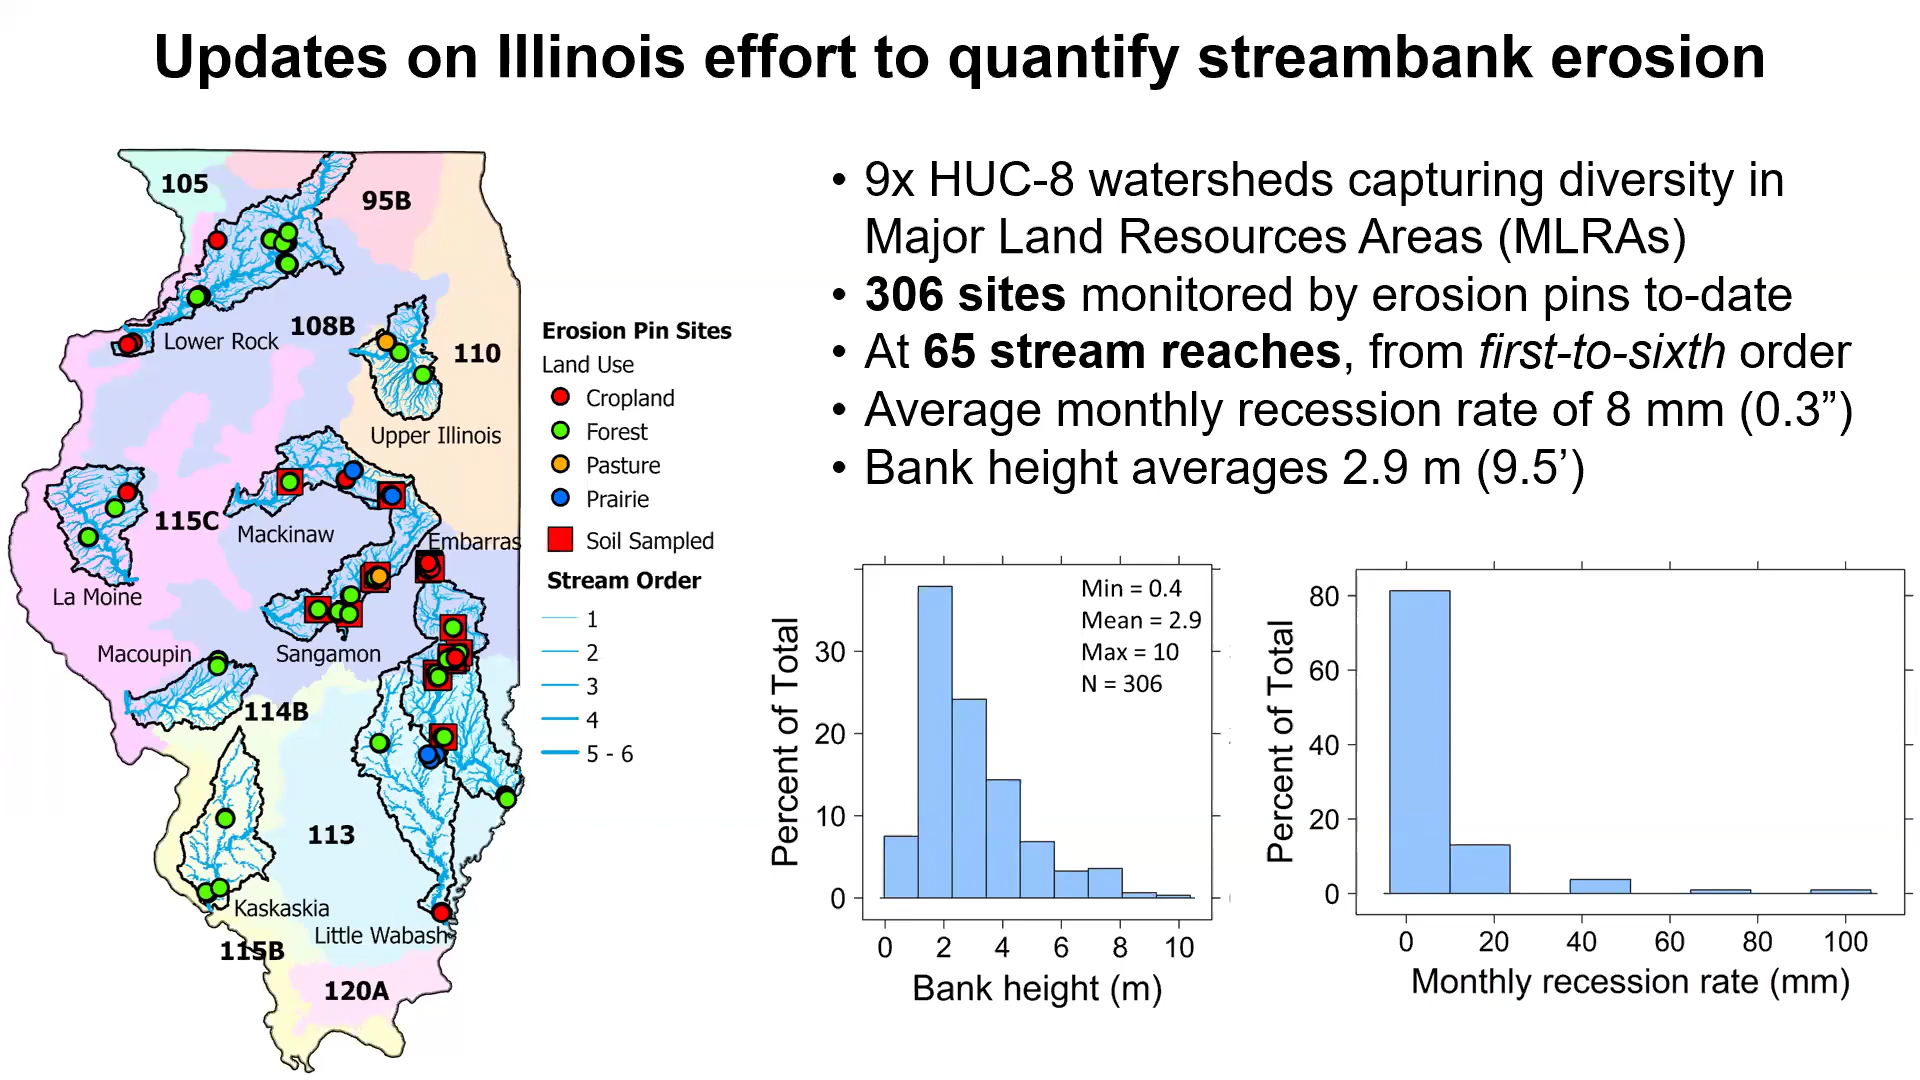 Updates on Illinois effort to quantify streambank erosion
105
95B
108B
Lower Rock
110
Upper Illinois
115C
Mackinaw
Embarras
La Moine
Macoupin
Sangamon
114B
113
Kaskaskia
Little Wabash
115B
120A
Erosion Pin Sites
Land Use
Cropland
Forest
Pasture
Prairie
Soil Sampled
Stream Order
1
2
3
4
5 - 6
• 9x HUC-8 watersheds capturing diversity in
Major Land Resources Areas (MLRAs)
• 306 sites monitored by erosion pins to-date
• At 65 stream reaches, from first-to-sixth order
• Average monthly recession rate of 8 mm (0.3”)
• Bank height averages 2.9 m (9.5’)
Percent of Total
30
20
10
0
Min = 0.4
Mean = 2.9
Max = 10
N = 306
0 2 4 6 8 10
Bank height (m)
Percent of Total
80
60
40
20
0
0 20 40 60 80 100
Monthly recession rate (mm)